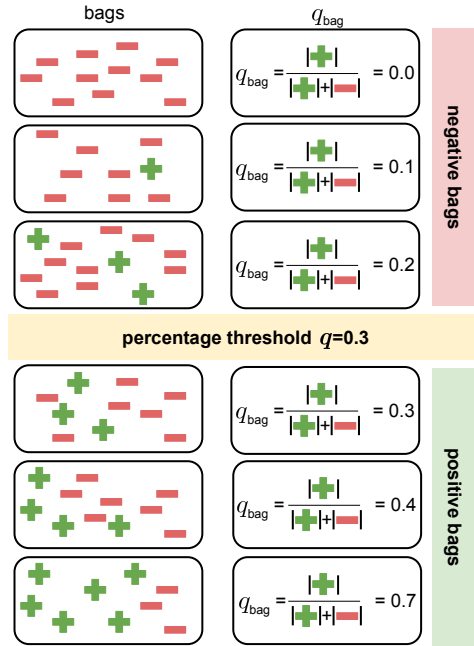 bags
q_bag
q_bag = |+| / |+|+|−| = 0.0
q_bag = |+| / |+|+|−| = 0.1
q_bag = |+| / |+|+|−| = 0.2
negative bags
percentage threshold q=0.3
q_bag = |+| / |+|+|−| = 0.3
q_bag = |+| / |+|+|−| = 0.4
q_bag = |+| / |+|+|−| = 0.7
positive bags